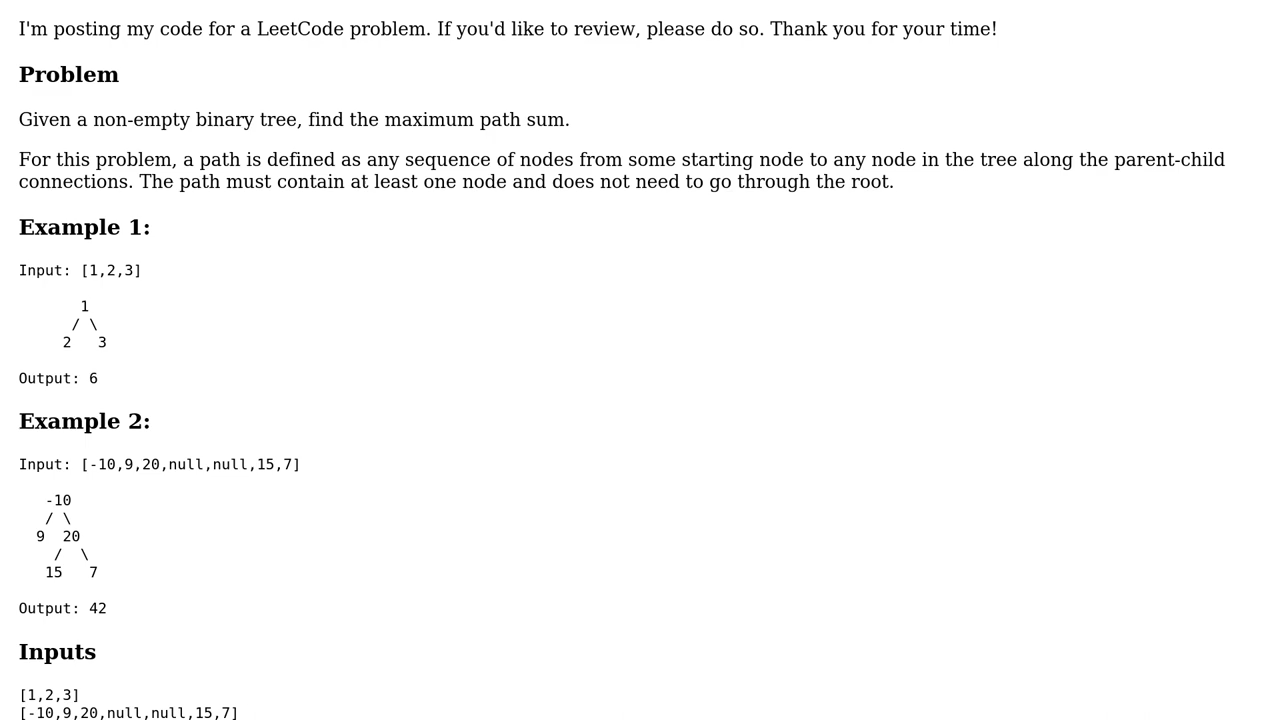 I'm posting my code for a LeetCode problem. If you'd like to review, please do so. Thank you for your time!
Problem
Given a non-empty binary tree, find the maximum path sum.
For this problem, a path is defined as any sequence of nodes from some starting node to any node in the tree along the parent-child
connections. The path must contain at least one node and does not need to go through the root.
Example 1:
Input: [1,2,3]
       1
      / \
     2   3
Output: 6
Example 2:
Input: [-10,9,20,null,null,15,7]
   -10
   / \
  9  20
    /  \
   15   7
Output: 42
Inputs
[1,2,3]
[-10,9,20,null,null,15,7]